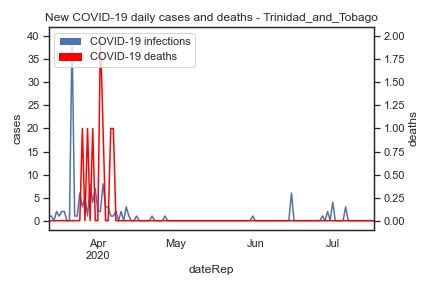 New COVID-19 daily cases and deaths - Trinidad_and_Tobago
COVID-19 infections
COVID-19 deaths
cases
40
35
30
25
20
15
10
5
0
2.00
1.75
1.50
1.25
1.00
0.75
0.50
0.25
0.00
deaths
Apr
2020
May
Jun
Jul
dateRep